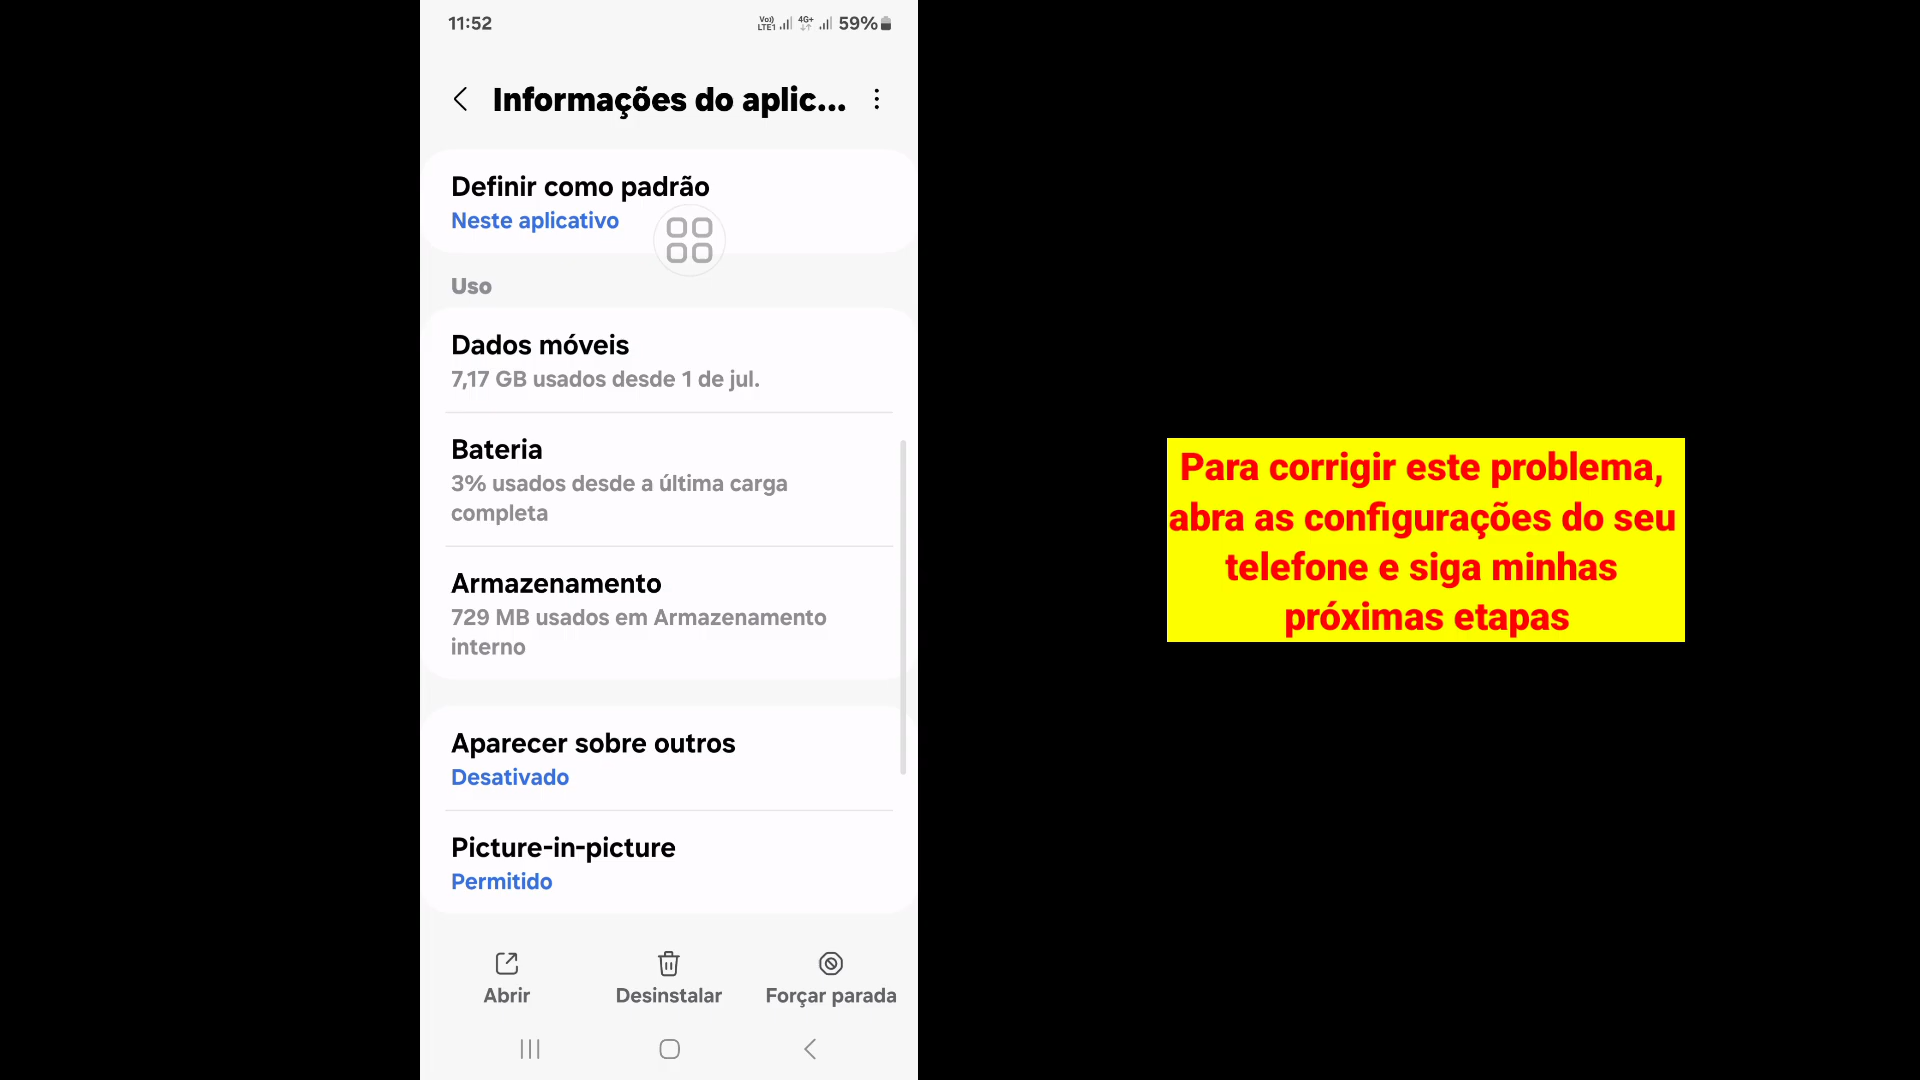 11:52
Vo))
LTE1
4G+
59%
Informações do aplic...
Definir como padrão
Neste aplicativo
Uso
Dados móveis
7,17 GB usados desde 1 de jul.
Bateria
3% usados desde a última carga
completa
Armazenamento
729 MB usados em Armazenamento
interno
Aparecer sobre outros
Desativado
Picture-in-picture
Permitido
Abrir
Desinstalar
Forçar parada
Para corrigir este problema,
abra as configurações do seu
telefone e siga minhas
próximas etapas